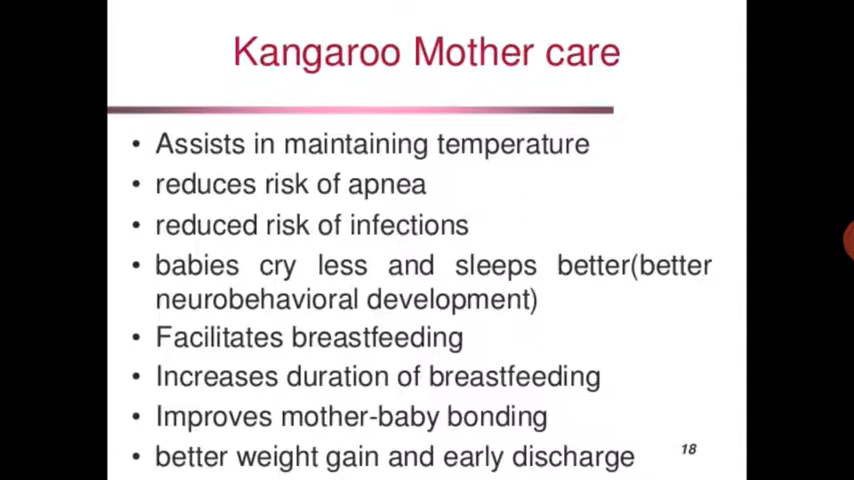 Kangaroo Mother care
• Assists in maintaining temperature
• reduces risk of apnea
• reduced risk of infections
• babies cry less and sleeps better(better
neurobehavioral development)
• Facilitates breastfeeding
• Increases duration of breastfeeding
• Improves mother-baby bonding
• better weight gain and early discharge
18